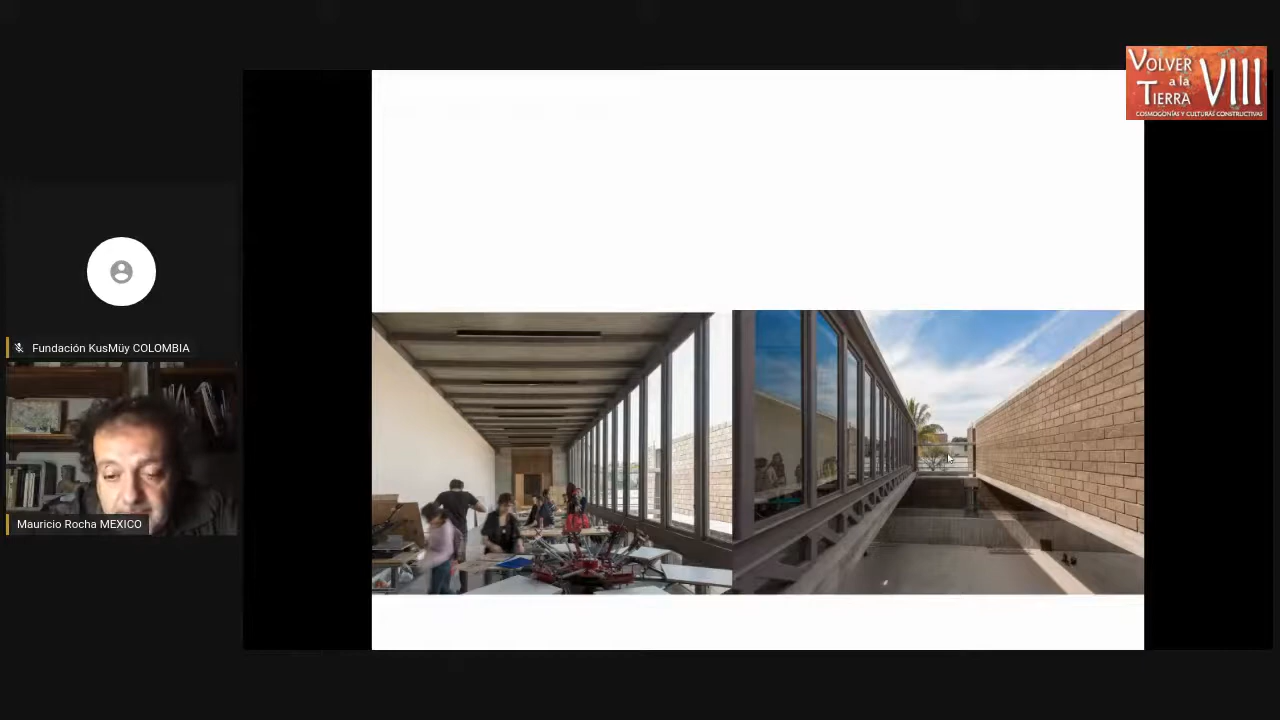 VOLVER
a la
TIERRA
VIII
COSMOGONÍAS Y CULTURAS CONSTRUCTIVAS
Fundación KusMüy COLOMBIA
Mauricio Rocha MEXICO